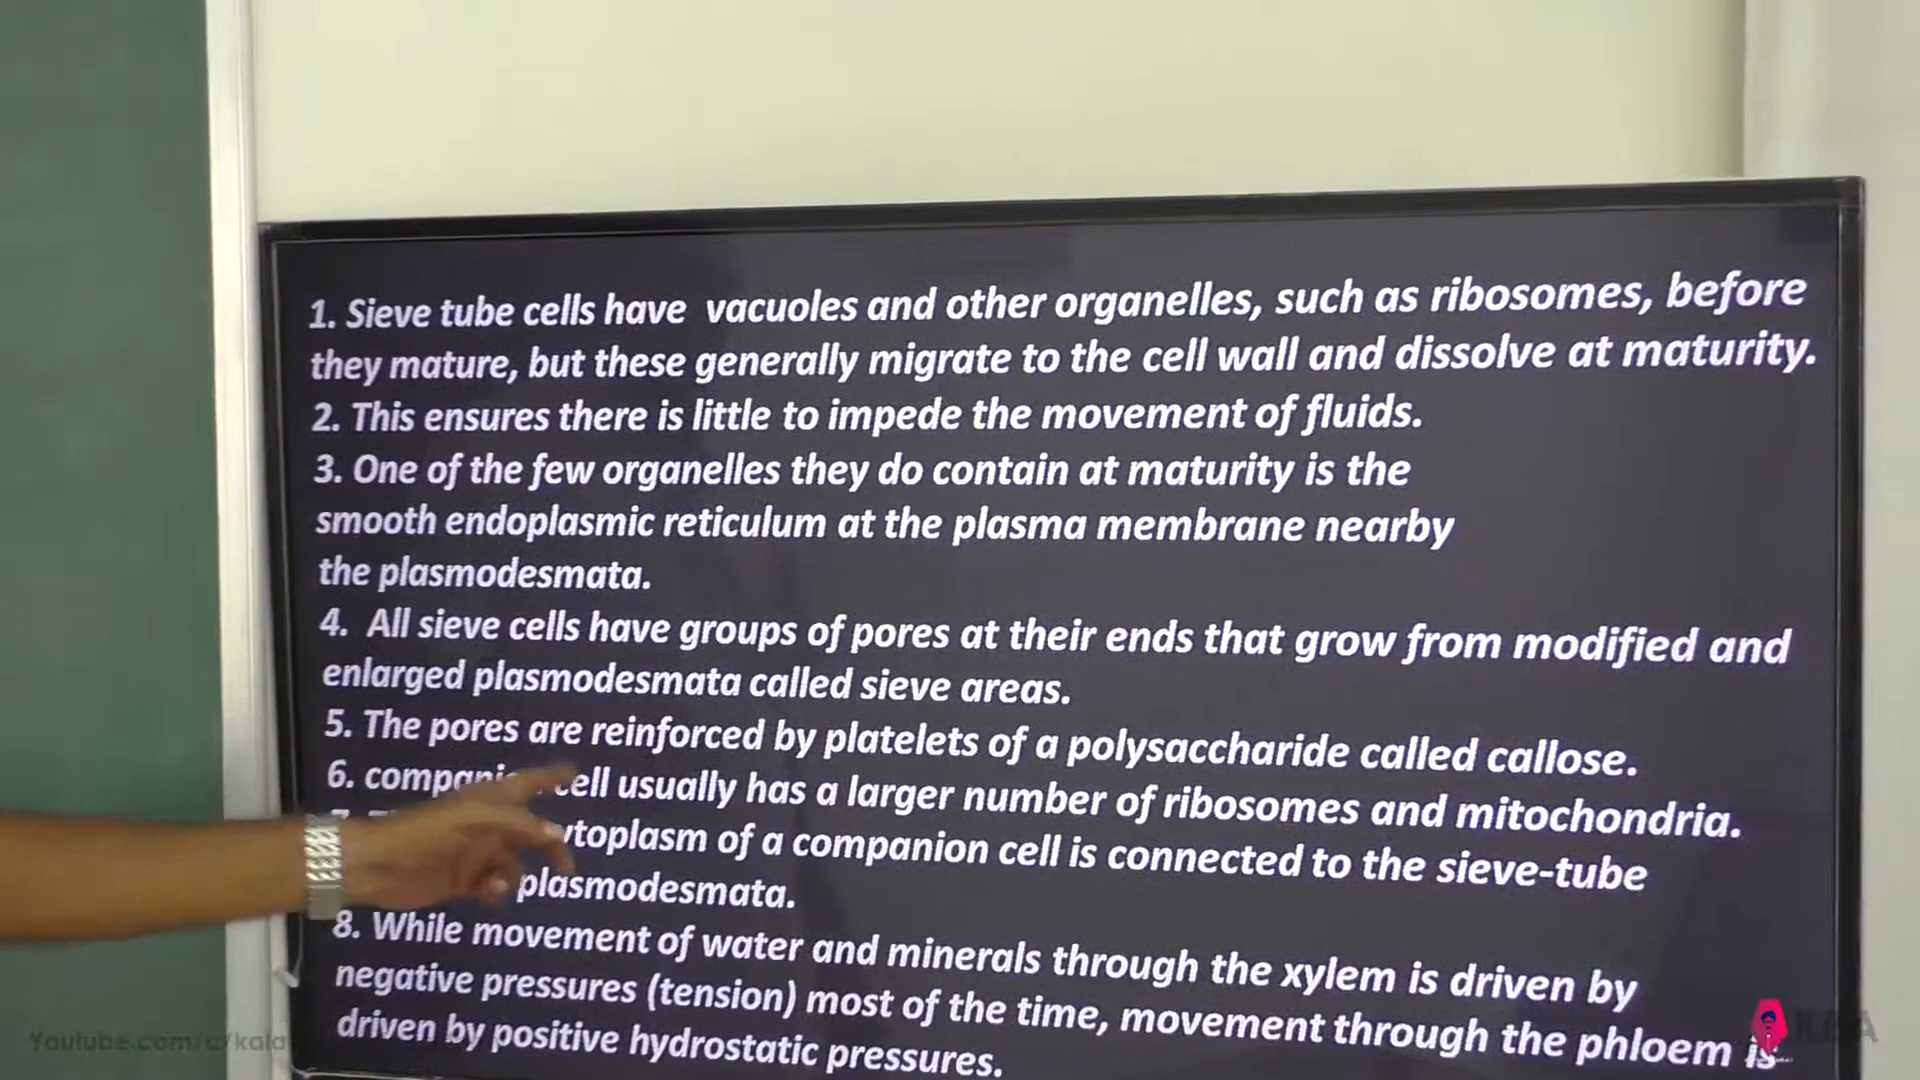 1. Sieve tube cells have vacuoles and other organelles, such as ribosomes, before
they mature, but these generally migrate to the cell wall and dissolve at maturity.
2. This ensures there is little to impede the movement of fluids.
3. One of the few organelles they do contain at maturity is the
smooth endoplasmic reticulum at the plasma membrane nearby
the plasmodesmata.
4. All sieve cells have groups of pores at their ends that grow from modified and
enlarged plasmodesmata called sieve areas.
5. The pores are reinforced by platelets of a polysaccharide called callose.
6. cell usually has a larger number of ribosomes and mitochondria.
of a companion cell is connected to the sieve-tube
plasmodesmata.
8. While movement of water and minerals through the xylem is driven by
negative pressures (tension) most of the time, movement through the phloem is
driven by positive hydrostatic pressures.